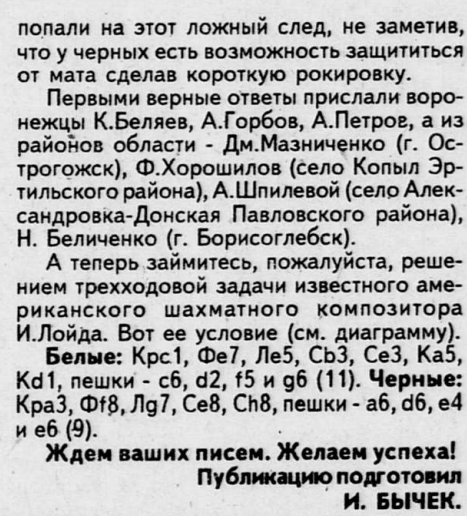 попали на этот ложный след, не заметив,
что у черных есть возможность защититься
от мата сделав короткую рокировку.
Первыми верные ответы прислали воро-
нежцы К.Беляев, А.Горбов, А.Петров, а из
районов области - Дм.Мазниченко (г. Ос-
трогожск), Ф.Хорошилов (село Копыл Эр-
тильского района), А.Шпилевой (село Алек-
сандровка-Донская Павловского района),
Н. Беличенко (г. Борисоглебск).
А теперь займитесь, пожалуйста, реше-
нием трехходовой задачи известного аме-
риканского шахматного композитора
И.Лойда. Вот ее условие (см. диаграмму).
Белые: Крс1, Фе7, Ле5, Сb3, Се3, Ка5,
Kd1, пешки - с6, d2, f5 и g6 (11). Черные:
Кра3, Фf8, Лg7, Се8, Ch8, пешки - а6, d6, е4
и е6 (9).
Ждем ваших писем. Желаем успеха!
Публикацию подготовил
И. БЫЧЕК.